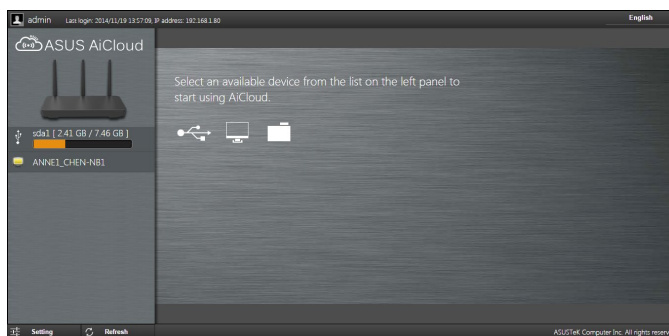 admin Last login: 2014/11/19 13:57:09, IP address: 192.168.1.80 English
ASUS AiCloud
Select an available device from the list on the left panel to
start using AiCloud.
sda1 [ 2.41 GB / 7.46 GB ]
ANNE1_CHEN-NB1
Setting Refresh ASUSTeK Computer Inc. All rights reserv